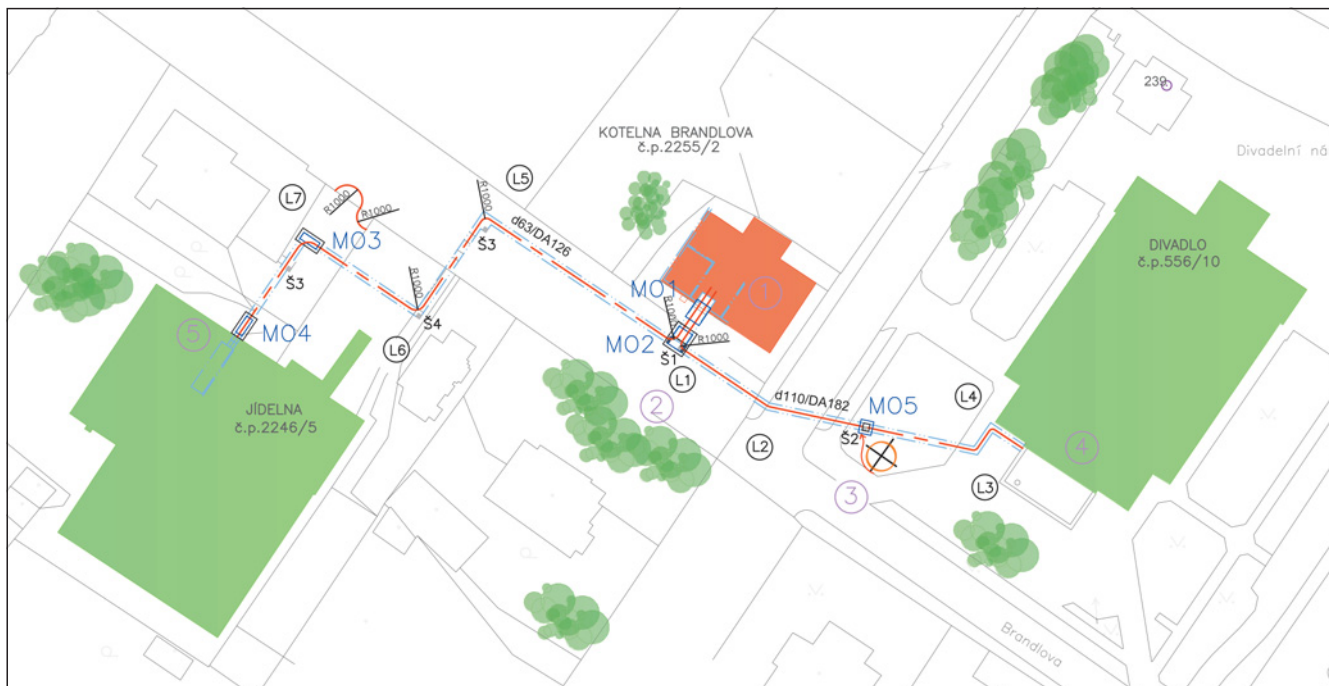 239
KOTELNA BRANDLOVA
č.p.2255/2
Divadelní ná
L5
L7
R1000
R1000
R1000
d63/DA126
Š3
MO3
DIVADLO
č.p.556/10
Š3
R1000
MO1
1
R1000
5
MO4
Š4
MO2
R1000
Š1
L6
L1
d110/DA182
MO5
L4
2
JÍDELNA
č.p.2246/5
Š2
L2
4
3
L3
Brandlova